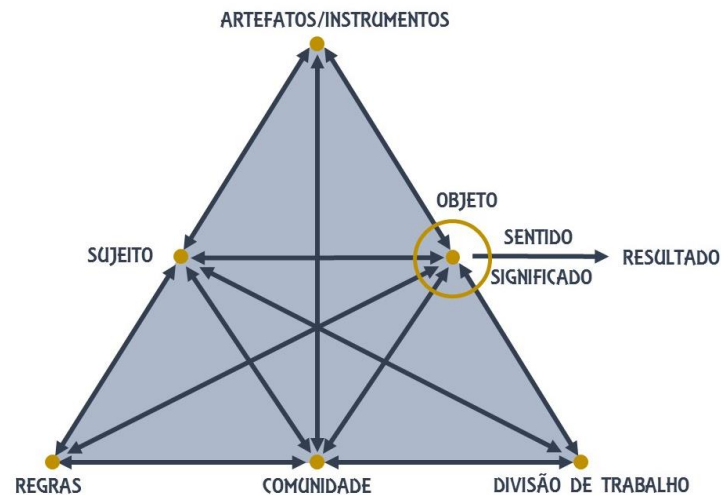 ARTEFATOS/INSTRUMENTOS
OBJETO
SUJEITO
SENTIDO
SIGNIFICADO
RESULTADO
REGRAS
COMUNIDADE
DIVISÃO DE TRABALHO